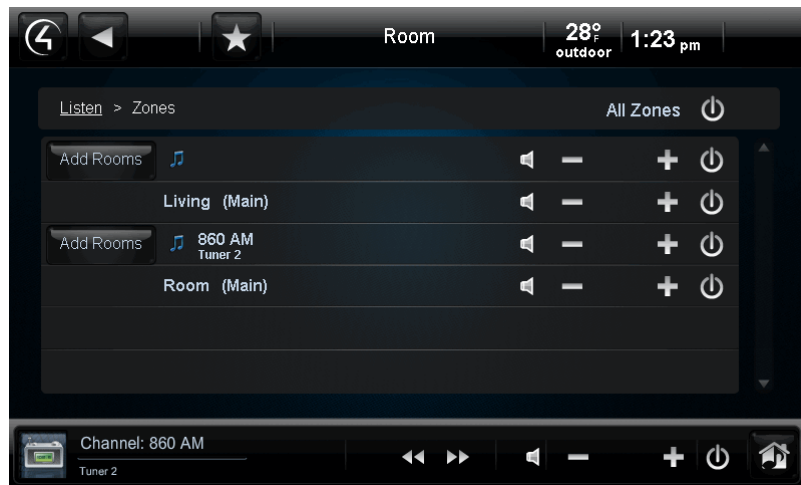 Room
28°F
outdoor
1:23 pm
Listen > Zones
All Zones
Add Rooms
Living (Main)
Add Rooms
860 AM
Tuner 2
Room (Main)
Channel: 860 AM
Tuner 2